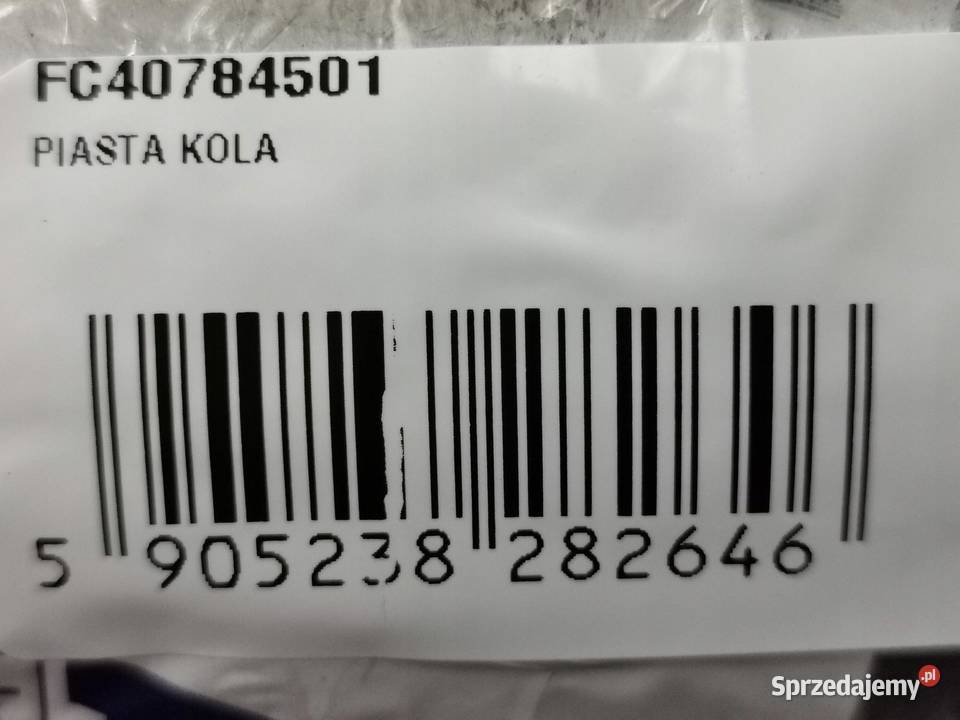 FC40784501
PIASTA KOLA
5 905238 282646
Sprzedajemy.pl